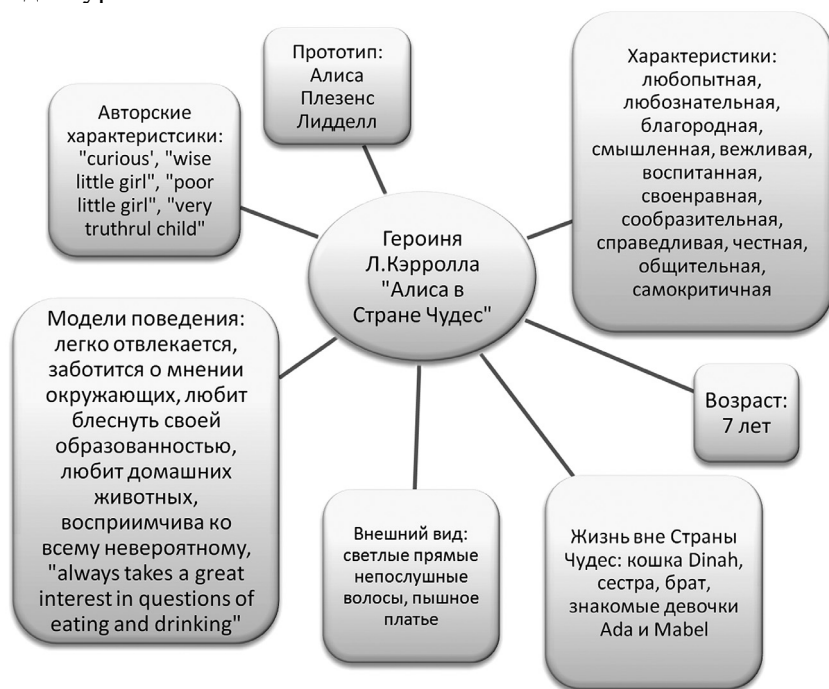 Прототип:
Алиса
Плезенс
Лидделл
Характеристики:
любопытная,
любознательная,
благородная,
смышленная, вежливая,
воспитанная,
своенравная,
сообразительная,
справедливая, честная,
общительная,
самокритичная
Авторские
характеристсики:
"curious', "wise
little girl", "poor
little girl", "very
truthrul child"
Героиня
Л.Кэрролла
"Алиса в
Стране Чудес"
Модели поведения:
легко отвлекается,
заботится о мнении
окружающих, любит
блеснуть своей
образованностью,
любит домашних
животных,
восприимчива ко
всему невероятному,
"always takes a great
interest in questions of
eating and drinking"
Возраст:
7 лет
Внешний вид:
светлые прямые
непослушные
волосы, пышное
платье
Жизнь вне Страны
Чудес: кошка Dinah,
сестра, брат,
знакомые девочки
Ada и Mabel